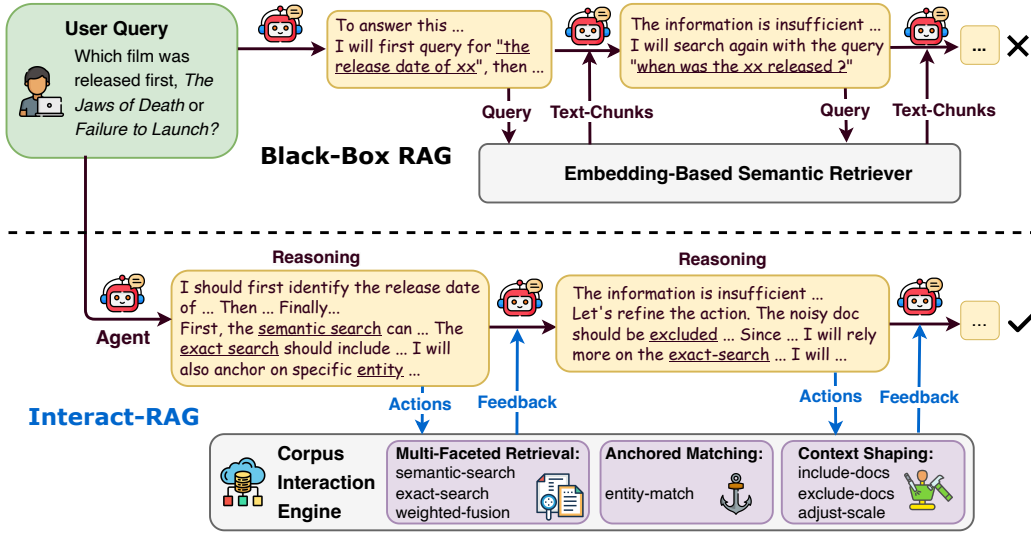 User Query
Which film was
released first, The
Jaws of Death or
Failure to Launch?
To answer this ...
I will first query for "the
release date of xx", then ...
The information is insufficient ...
I will search again with the query
"when was the xx released ?"
...
Query
Text-Chunks
Query
Text-Chunks
Black-Box RAG
Embedding-Based Semantic Retriever
Reasoning
Reasoning
Agent
I should first identify the release date
of ... Then ... Finally...
First, the semantic search can ... The
exact search should include ... I will
also anchor on specific entity ...
The information is insufficient ...
Let's refine the action. The noisy doc
should be excluded ... Since ... I will rely
more on the exact-search ... I will ...
...
Interact-RAG
Actions
Feedback
Actions
Feedback
Corpus
Interaction
Engine
Multi-Faceted Retrieval:
semantic-search
exact-search
weighted-fusion
Anchored Matching:
entity-match
Context Shaping:
include-docs
exclude-docs
adjust-scale